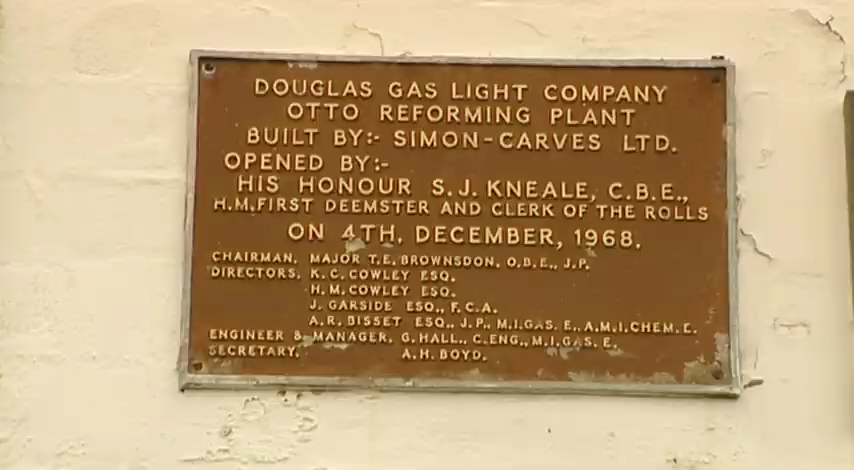 DOUGLAS GAS LIGHT COMPANY
OTTO REFORMING PLANT
BUILT BY:- SIMON-CARVES LTD.
OPENED BY:-
HIS HONOUR S.J. KNEALE, C.B.E.,
H.M. FIRST DEEMSTER AND CLERK OF THE ROLLS
ON 4TH. DECEMBER, 1968.
CHAIRMAN. MAJOR T.E. BROWNSDON. O.B.E., J.P.
DIRECTORS. K.C. COWLEY ESQ.
H.M. COWLEY ESQ.
J. GARSIDE ESQ., F.C.A.
A.R. BISSET ESQ., J.P., M.I.GAS. E., A.M.I.CHEM.E.
ENGINEER & MANAGER. G. HALL., C.ENG., M.I.GAS. E.
SECRETARY. A.H. BOYD.